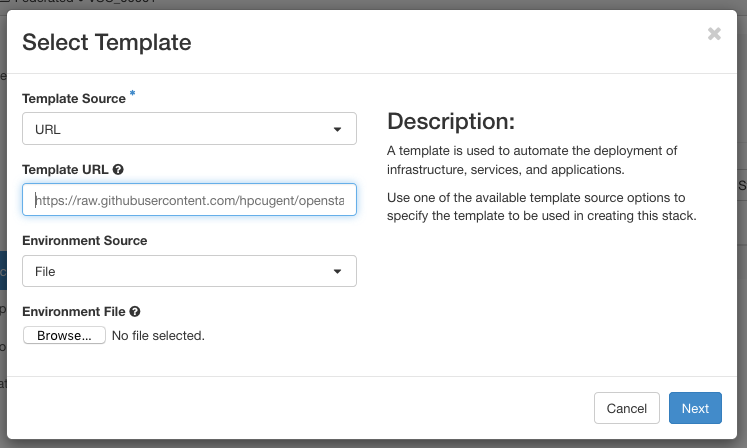 Select Template
Template Source *
URL
Template URL
https://raw.githubusercontent.com/hpcugent/opensta
Environment Source
File
Environment File
Browse... No file selected.
Description:
A template is used to automate the deployment of
infrastructure, services, and applications.
Use one of the available template source options to
specify the template to be used in creating this stack.
Cancel
Next